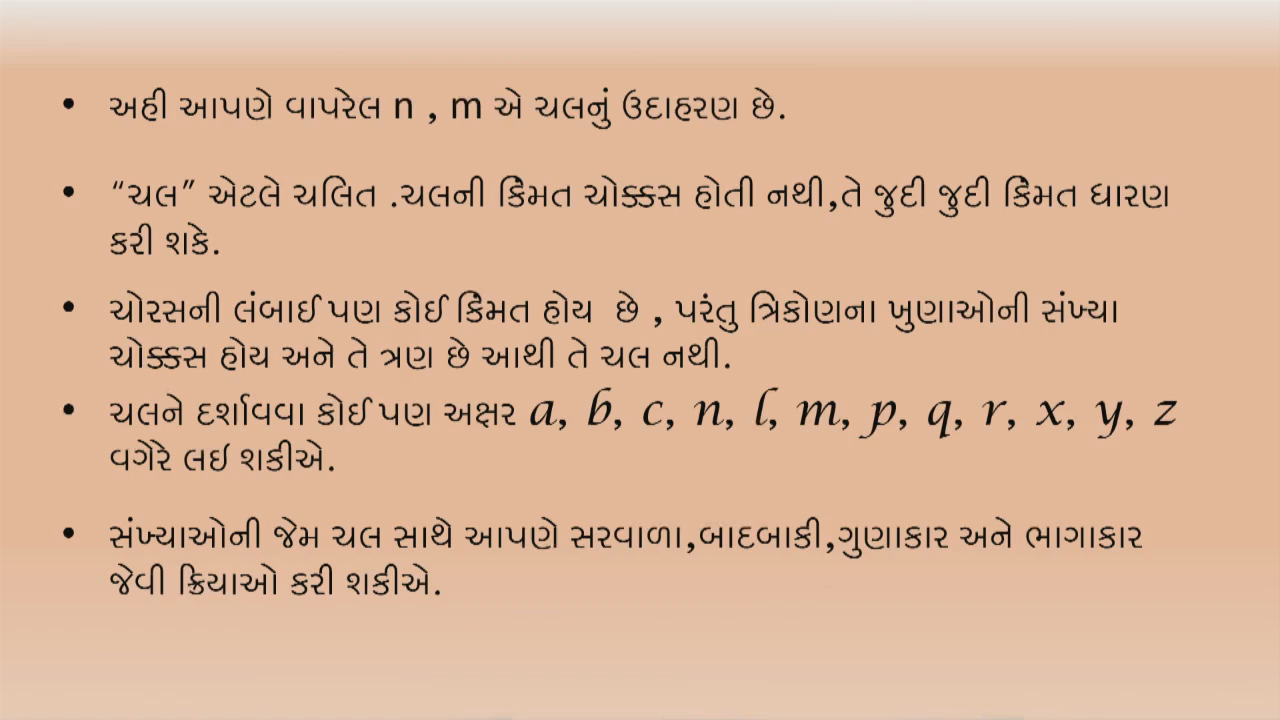 • અહી આપણે વાપરેલ n , m એ ચલનું ઉદાહરણ છે.
• “ચલ” એટલે ચલિત .ચલની કિંમત ચોક્કસ હોતી નથી,તે જુદી જુદી કિંમત ધારણ
કરી શકે.
• ચોરસની લંબાઈ પણ કોઈ કિંમત હોય છે , પરંતુ ત્રિકોણના ખુણાઓની સંખ્યા
ચોક્કસ હોય અને તે ત્રણ છે આથી તે ચલ નથી.
• ચલને દર્શાવવા કોઈ પણ અક્ષર a, b, c, n, l, m, p, q, r, x, y, z
વગેરે લઇ શકીએ.
• સંખ્યાઓની જેમ ચલ સાથે આપણે સરવાળા,બાદબાકી,ગુણાકાર અને ભાગાકાર
જેવી ક્રિયાઓ કરી શકીએ.